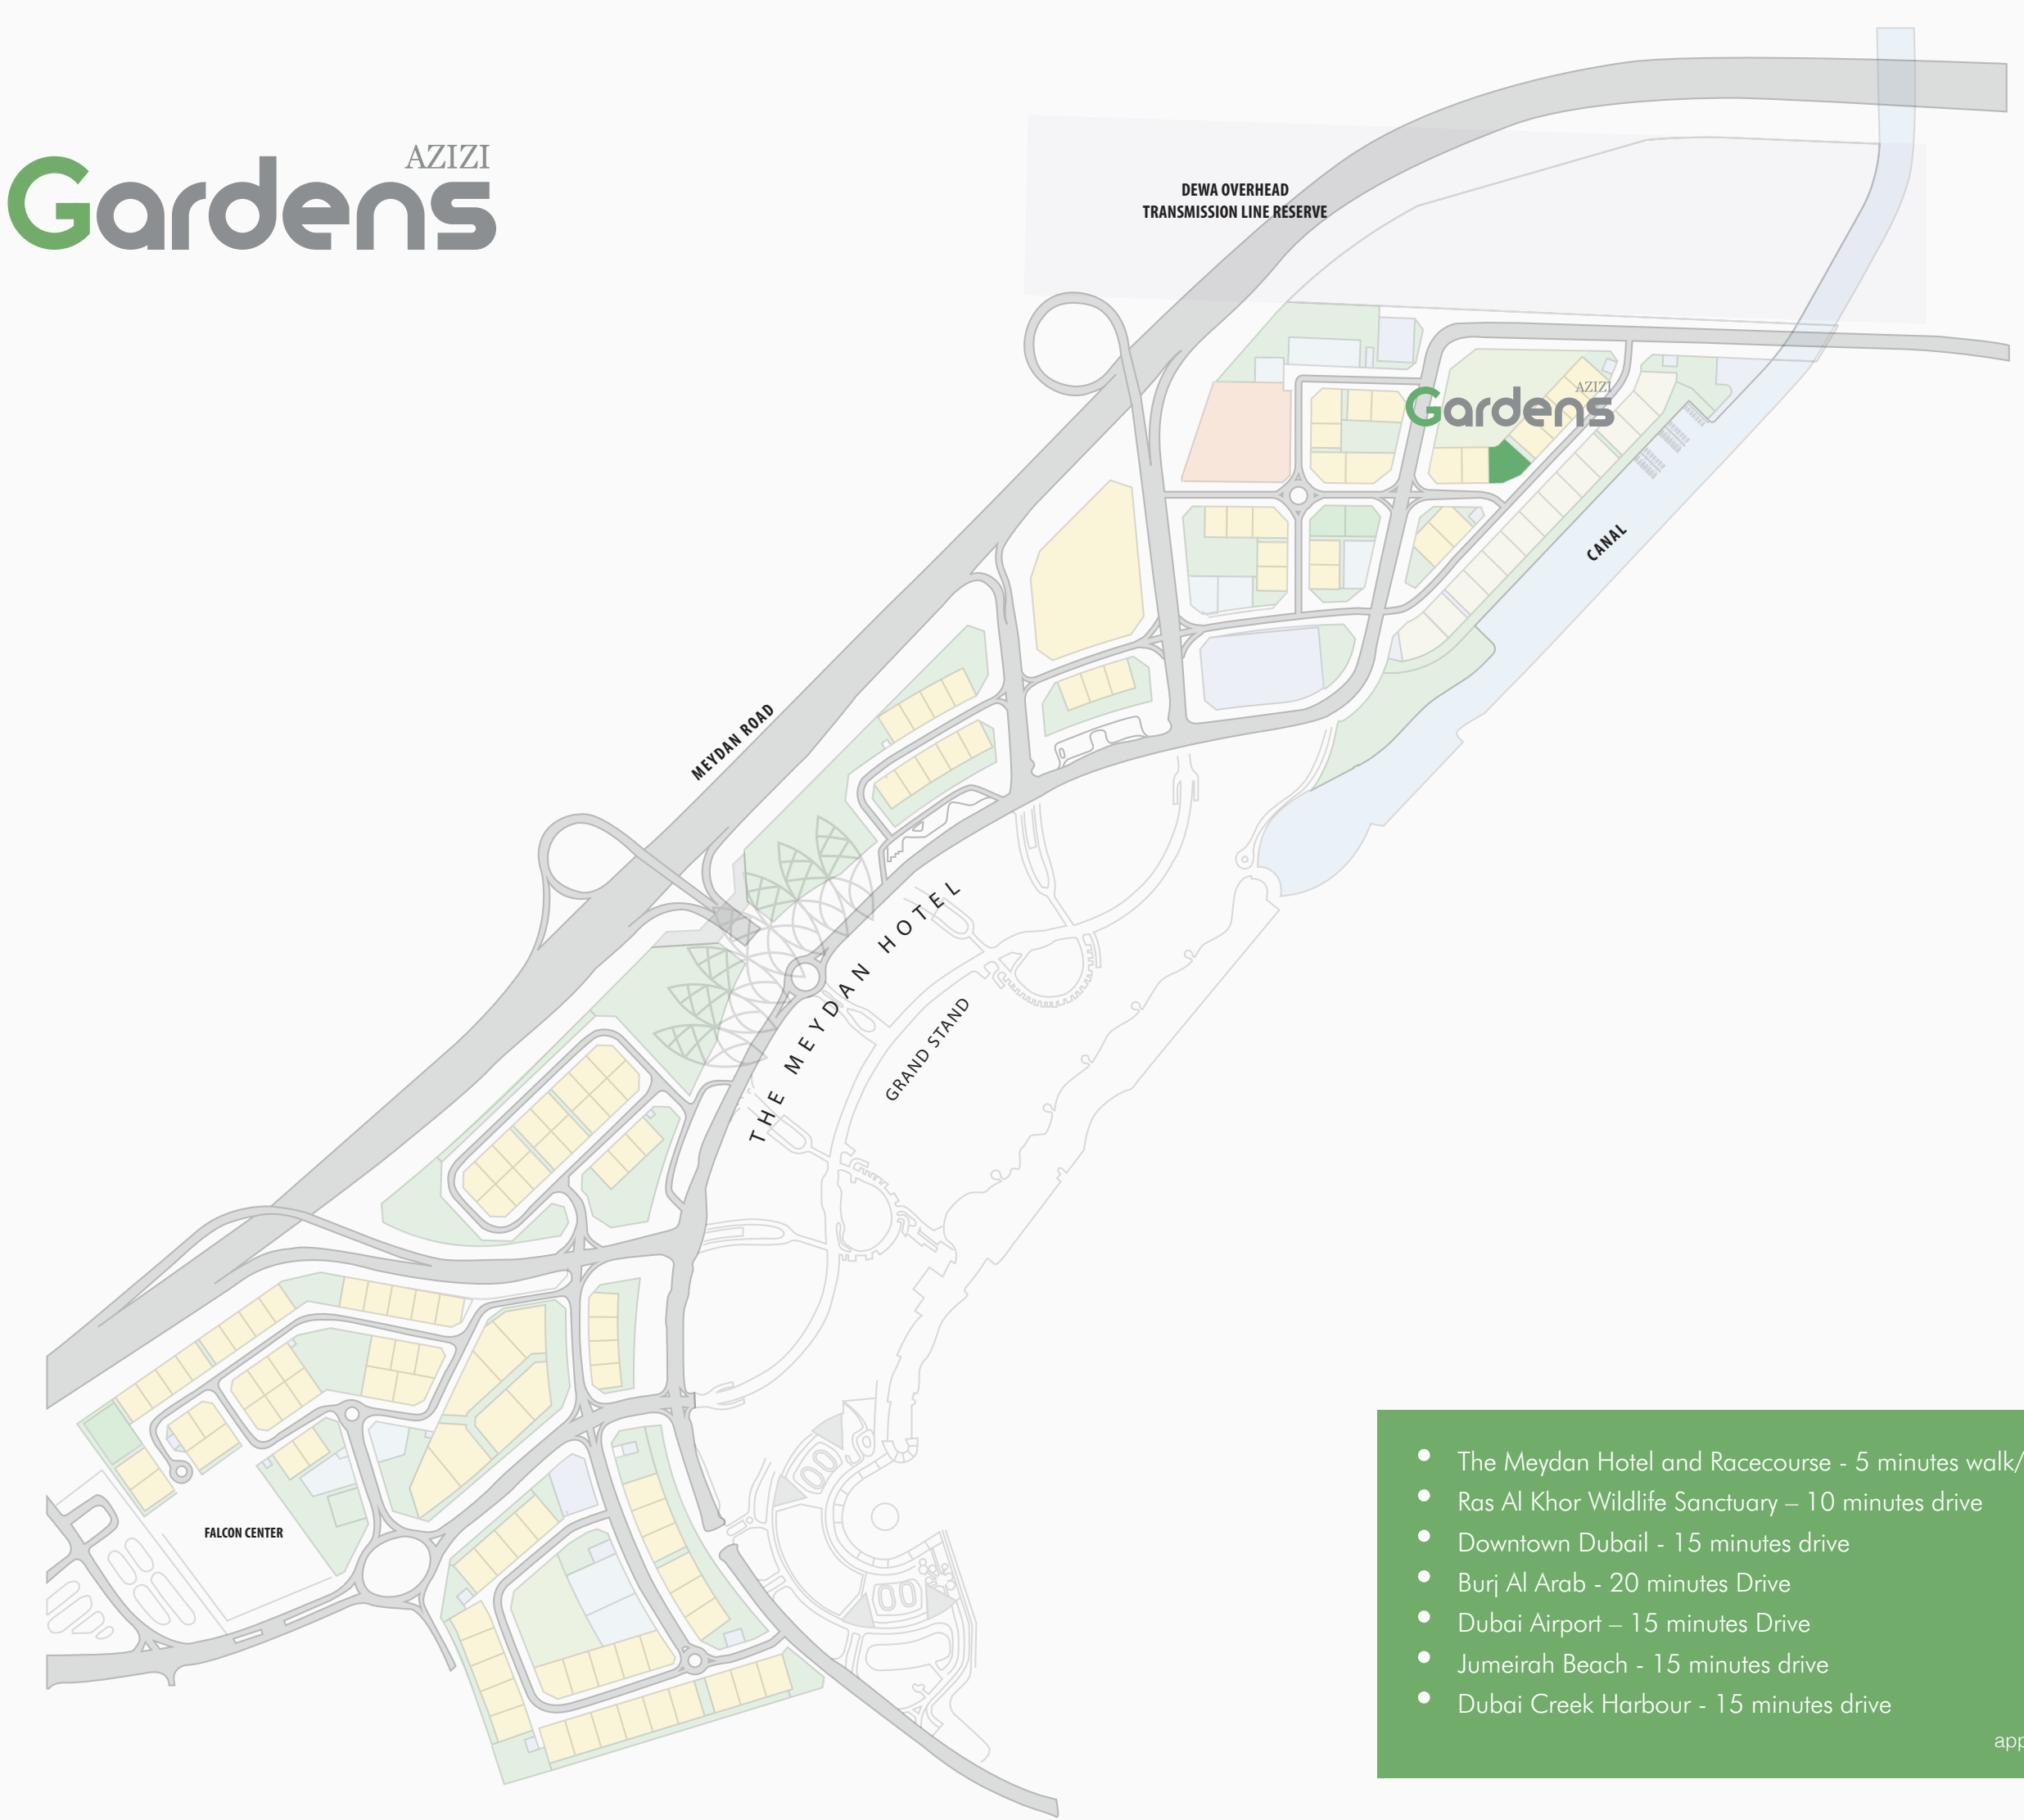 AZIZI
Gardens
DEWA OVERHEAD
TRANSMISSION LINE RESERVE
AZIZI
Gardens
CANAL
MEYDAN ROAD
THE MEYDAN HOTEL
GRAND STAND
FALCON CENTER
• The Meydan Hotel and Racecourse - 5 minutes walk/
• Ras Al Khor Wildlife Sanctuary – 10 minutes drive
• Downtown Dubail - 15 minutes drive
• Burj Al Arab - 20 minutes Drive
• Dubai Airport – 15 minutes Drive
• Jumeirah Beach - 15 minutes drive
• Dubai Creek Harbour - 15 minutes drive